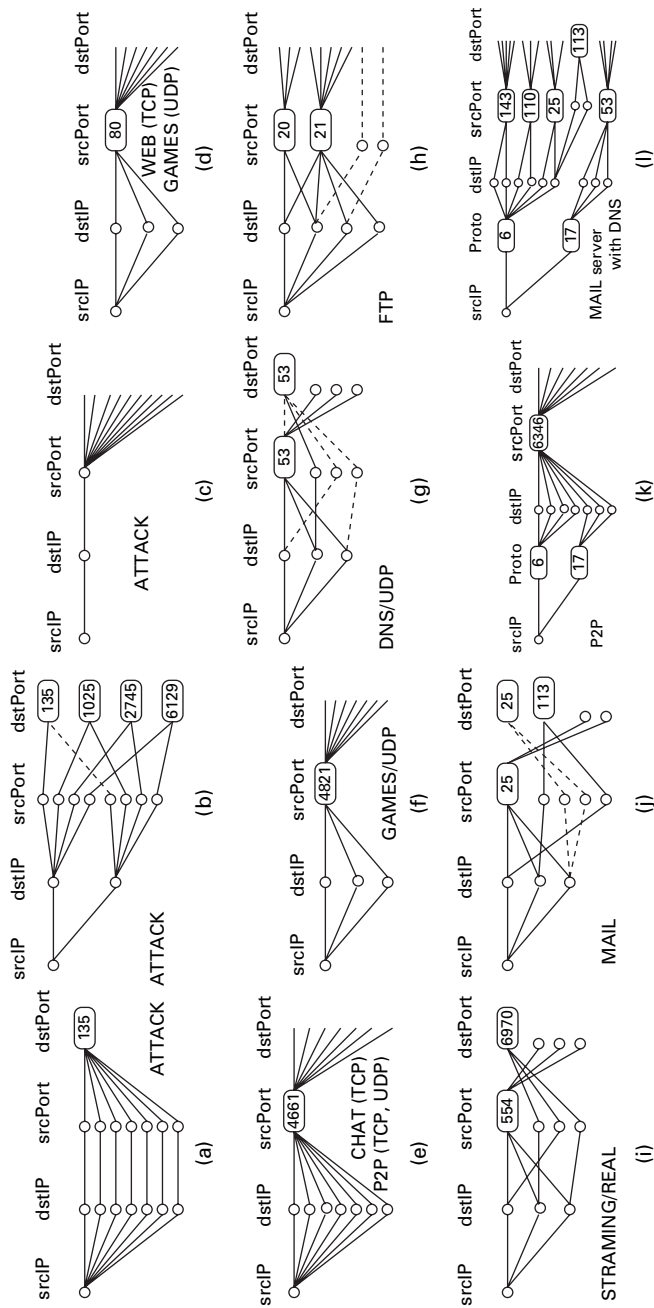 srcIP dstIP srcPort dstPort
135
ATTACK
(a)
srcIP dstIP srcPort dstPort
135
1025
2745
6129
ATTACK
(b)
srcIP dstIP srcPort dstPort
ATTACK
(c)
srcIP dstIP srcPort dstPort
80
WEB (TCP)
GAMES (UDP)
(d)
srcIP dstIP srcPort dstPort
4661
CHAT (TCP)
P2P (TCP, UDP)
(e)
srcIP dstIP srcPort dstPort
4821
GAMES/UDP
(f)
srcIP dstIP srcPort dstPort
53 53
DNS/UDP
(g)
srcIP dstIP srcPort dstPort
20
21
FTP
(h)
srcIP dstIP srcPort dstPort
554 6970
STRAMING/REAL
(i)
srcIP dstIP srcPort dstPort
25 25
113
MAIL
(j)
srcIP Proto dstIP srcPort dstPort
6 6346
17
P2P
(k)
srcIP Proto dstIP srcPort dstPort
143
6 110
25
113
17 53
MAIL server
with DNS
(l)